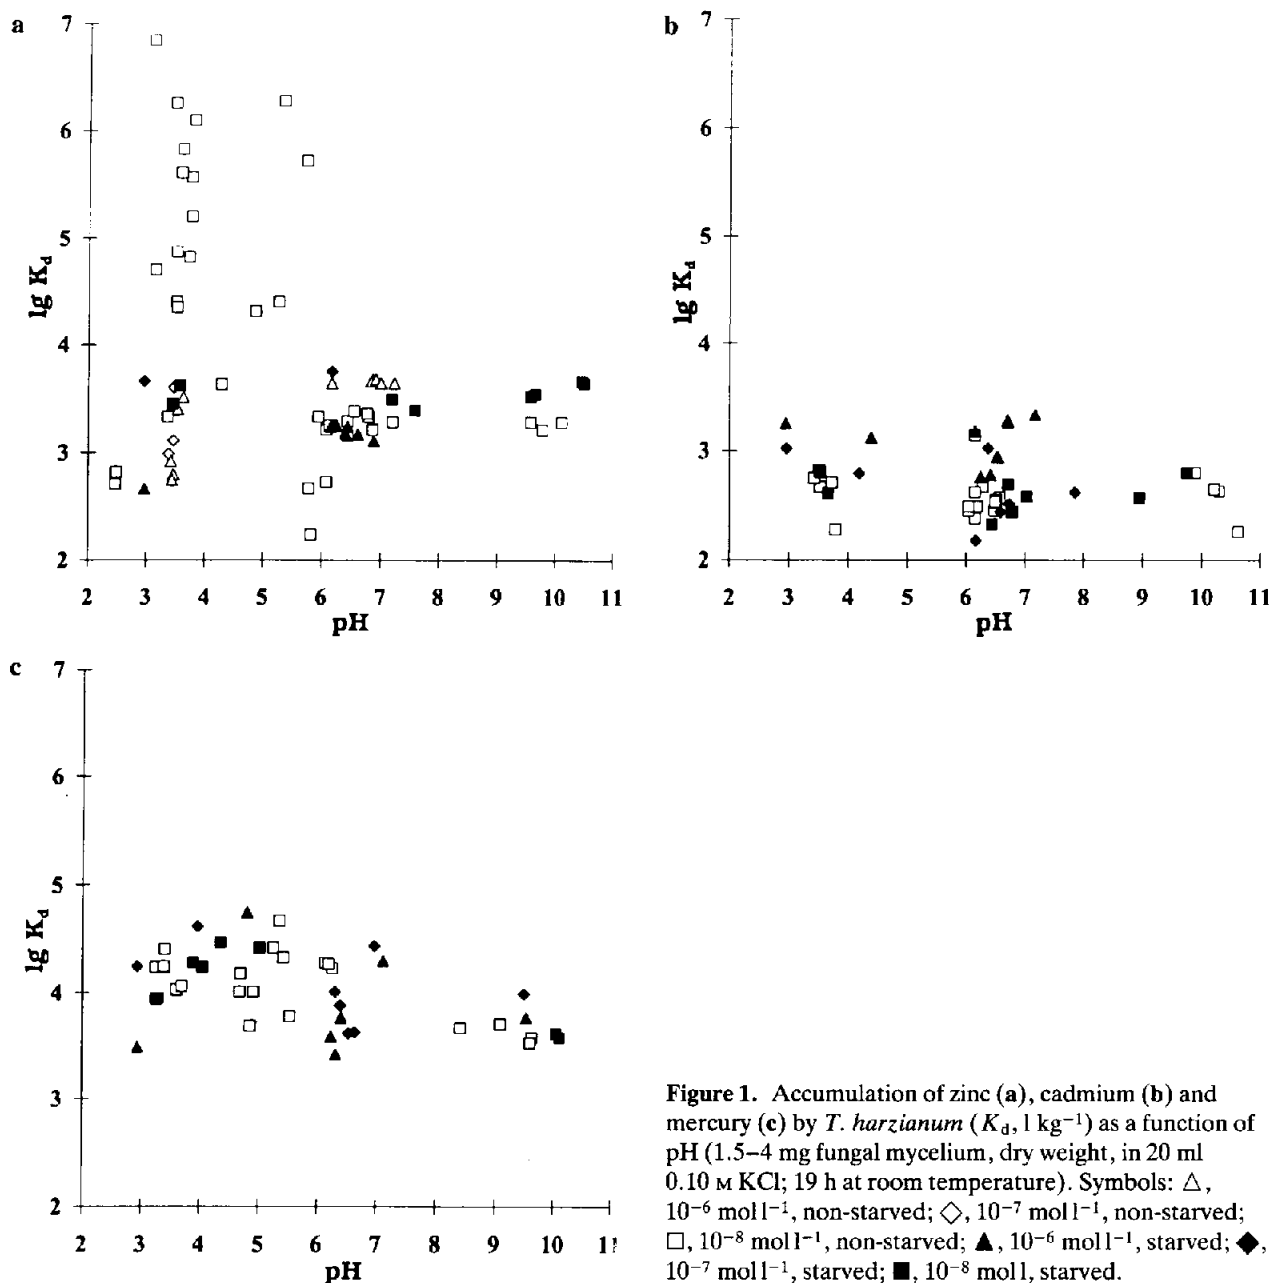 a
7
6
5
4
3
2
lg Kd
2 3 4 5 6 7 8 9 10 11
pH
b
7
6
5
4
3
2
lg Kd
2 4 5 6 7 8 9 10 11
pH
c
7
6
5
4
3
2
lg Kd
2 3 4 5 6 7 8 9 10 11
pH
Figure 1. Accumulation of zinc (a), cadmium (b) and
mercury (c) by T. harzianum (Kd, l kg−1) as a function of
pH (1.5–4 mg fungal mycelium, dry weight, in 20 ml
0.10 M KCl; 19 h at room temperature). Symbols: △,
10−6 mol l−1, non-starved; ◇, 10−7 mol l−1, non-starved;
□, 10−8 mol l−1, non-starved; ▲, 10−6 mol l−1, starved; ◆,
10−7 mol l−1, starved; ■, 10−8 mol l, starved.